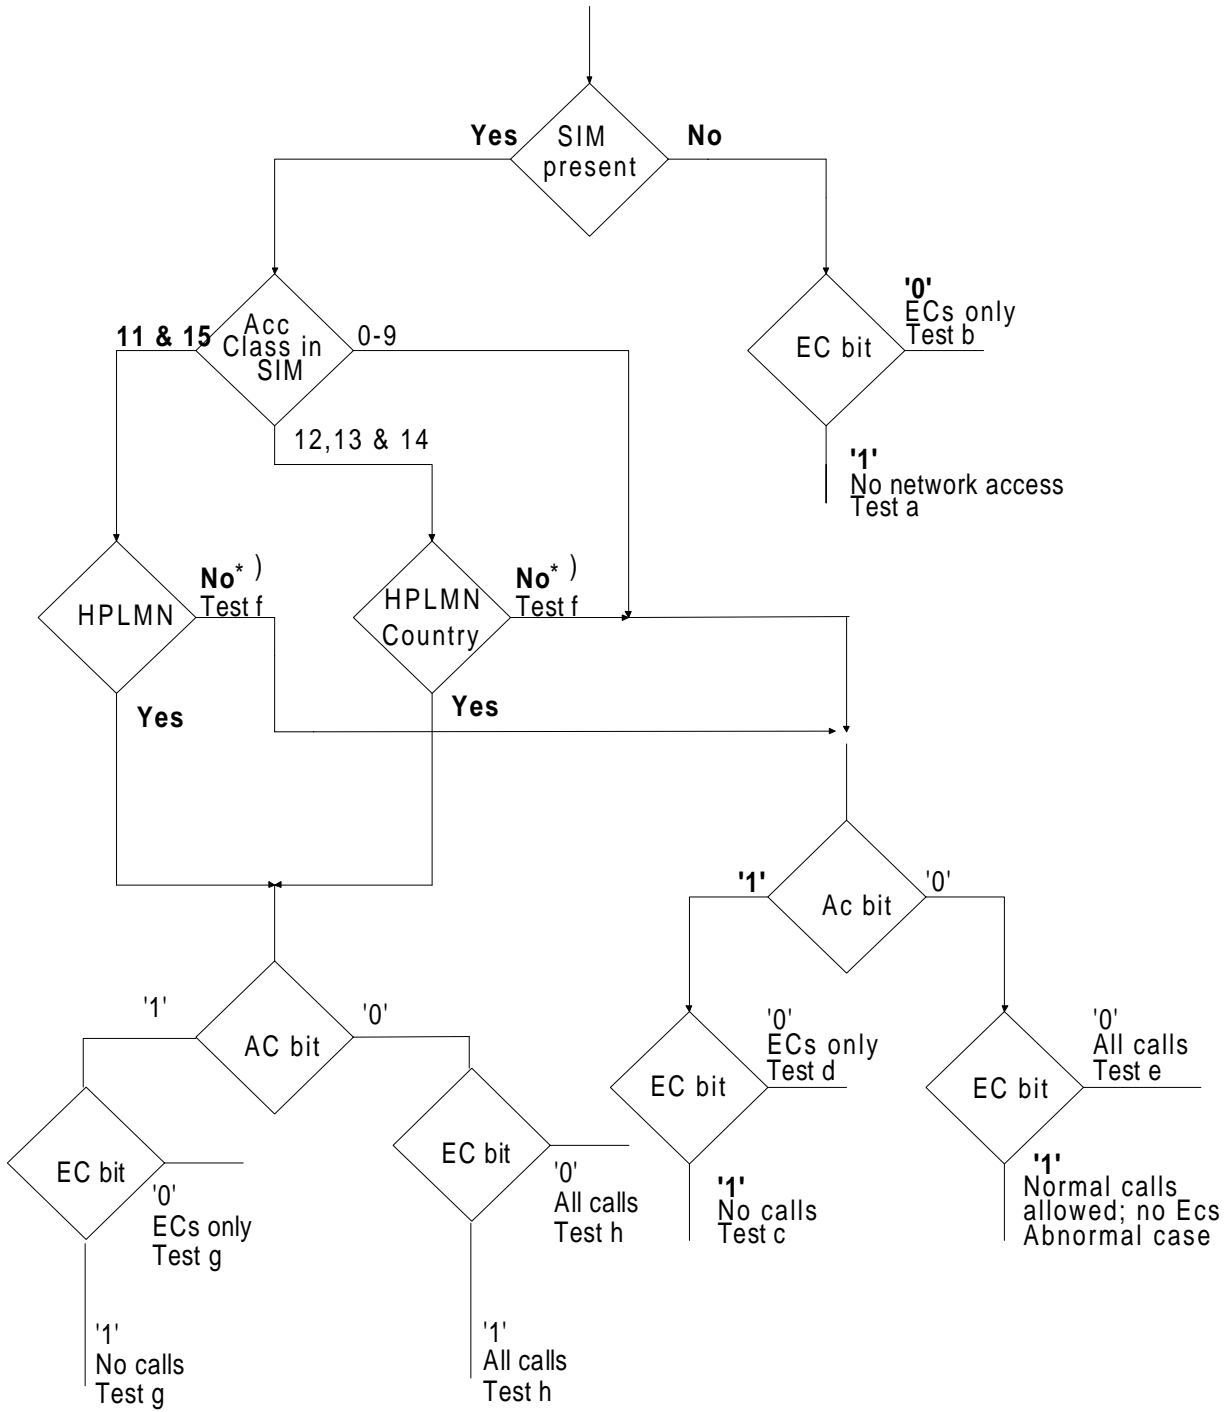 Yes
SIM
present
No
11 & 15
Acc
Class in
SIM
0-9
12,13 & 14
EC bit
'0'
ECs only
Test b
'1'
No network access
Test a
HPLMN
No* )
Test f
Yes
HPLMN
Country
No* )
Test f
Yes
'1'
Ac bit
'0'
'1'
AC bit
'0'
EC bit
'0'
ECs only
Test d
'1'
No calls
Test c
EC bit
'0'
All calls
Test e
'1'
Normal calls
allowed; no Ecs
Abnormal case
EC bit
'0'
ECs only
Test g
'1'
No calls
Test g
EC bit
'0'
All calls
Test h
'1'
All calls
Test h